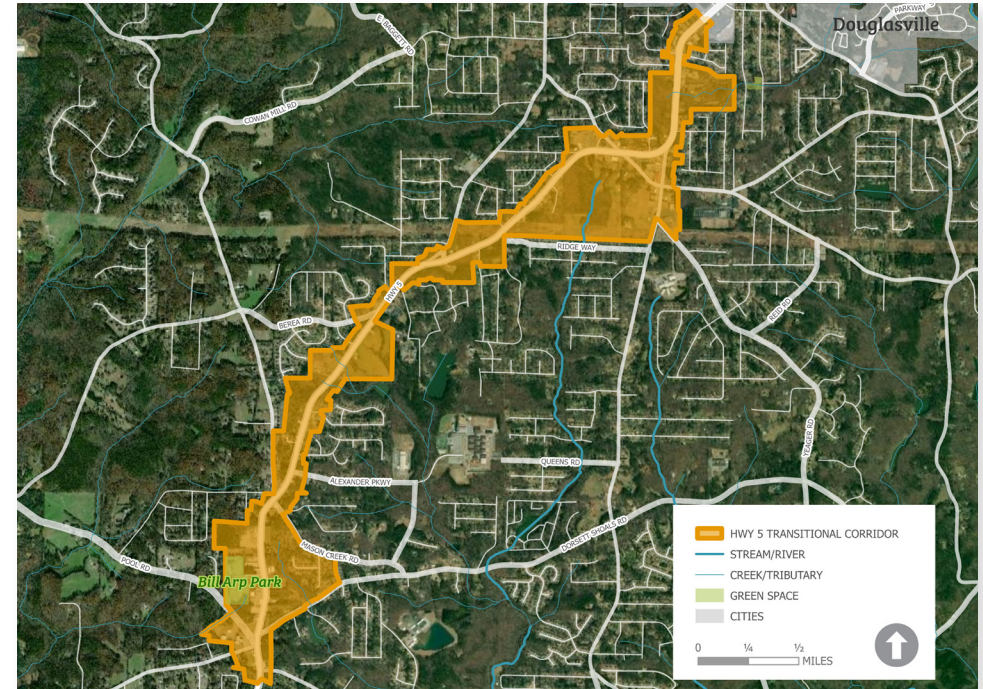 PARKWAY
Douglasville
E. BAGGETT RD
COWAN MILL RD
RIDGE WAY
HWY 5
BEREA RD
REID RD
YEAGER RD
QUEENS RD
ALEXANDER PKWY
DORSETT SHOALS RD
MASON CREEK RD
POOL RD
Bill Arp Park
HWY 5 TRANSITIONAL CORRIDOR
STREAM/RIVER
CREEK/TRIBUTARY
GREEN SPACE
CITIES
0 ¼ ½
MILES